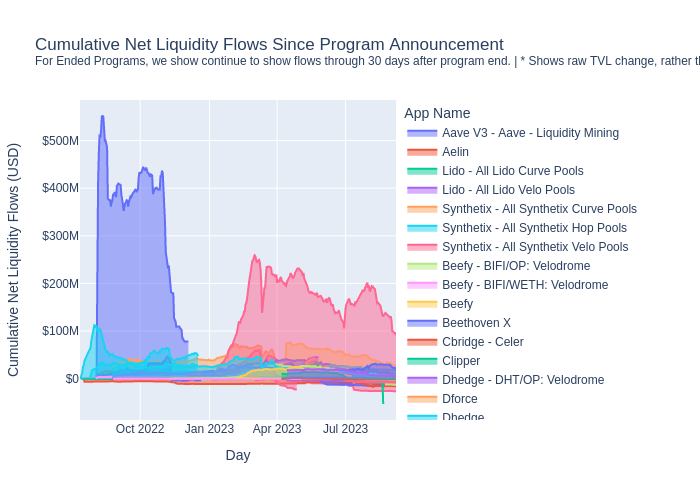 Cumulative Net Liquidity Flows Since Program Announcement
For Ended Programs, we show continue to show flows through 30 days after program end. | * Shows raw TVL change, rather
App Name
Aave V3 - Aave - Liquidity Mining
Aelin
Lido - All Lido Curve Pools
Lido - All Lido Velo Pools
Synthetix - All Synthetix Curve Pools
Synthetix - All Synthetix Hop Pools
Synthetix - All Synthetix Velo Pools
Beefy - BIFI/OP: Velodrome
Beefy - BIFI/WETH: Velodrome
Beefy
Beethoven X
Cbridge - Celer
Clipper
Dhedge - DHT/OP: Velodrome
Dforce
Dhedge
Cumulative Net Liquidity Flows (USD)
$500M
$400M
$300M
$200M
$100M
$0
Oct 2022
Jan 2023
Apr 2023
Jul 2023
Day